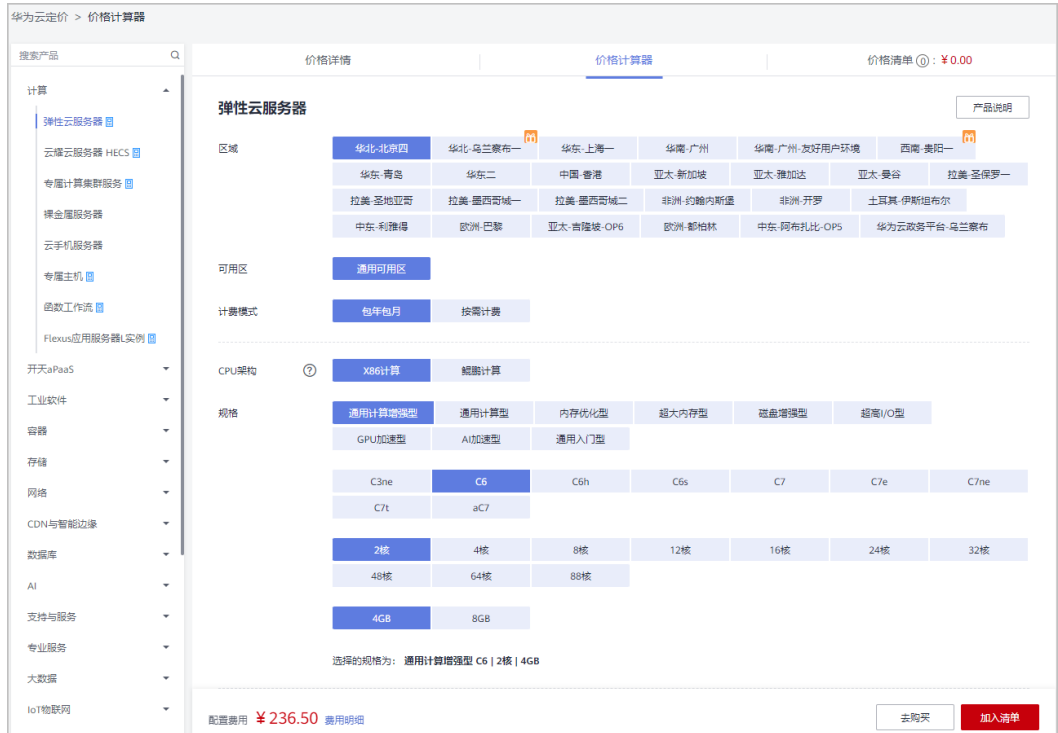 华为云定价 > 价格计算器
搜索产品
计算
弹性云服务器
云耀云服务器 HECS
专属计算集群服务
裸金属服务器
云手机服务器
专属主机
函数工作流
Flexus应用服务器L实例
开天aPaaS
工业软件
容器
存储
网络
CDN与智能边缘
数据库
AI
支持与服务
专业服务
大数据
IoT物联网
价格详情 价格计算器 价格清单 (0) : ¥0.00
弹性云服务器 产品说明
区域 华北-北京四 华北-乌兰察布一 华东-上海一 华南-广州 华南-广州-友好用户环境 西南-贵阳一
华东-青岛 华东二 中国-香港 亚太-新加坡 亚太-雅加达 亚太-曼谷 拉美-圣保罗一
拉美-圣地亚哥 拉美-墨西哥城一 拉美-墨西哥城二 非洲-约翰内斯堡 非洲-开罗 土耳其-伊斯坦布尔
中东-利雅得 欧洲-巴黎 亚太-吉隆坡-OP6 欧洲-都柏林 中东-阿布扎比-OP5 华为云政务平台-乌兰察布
可用区 通用可用区
计费模式 包年包月 按需计费
CPU架构 ? X86计算 鲲鹏计算
规格 通用计算增强型 通用计算型 内存优化型 超大内存型 磁盘增强型 超高I/O型
GPU加速型 AI加速型 通用入门型
C3ne C6 C6h C6s C7 C7e C7ne
C7t aC7
2核 4核 8核 12核 16核 24核 32核
48核 64核 88核
4GB 8GB
选择的规格为: 通用计算增强型 C6 | 2核 | 4GB
配置费用 ¥236.50 费用明细 去购买 加入清单